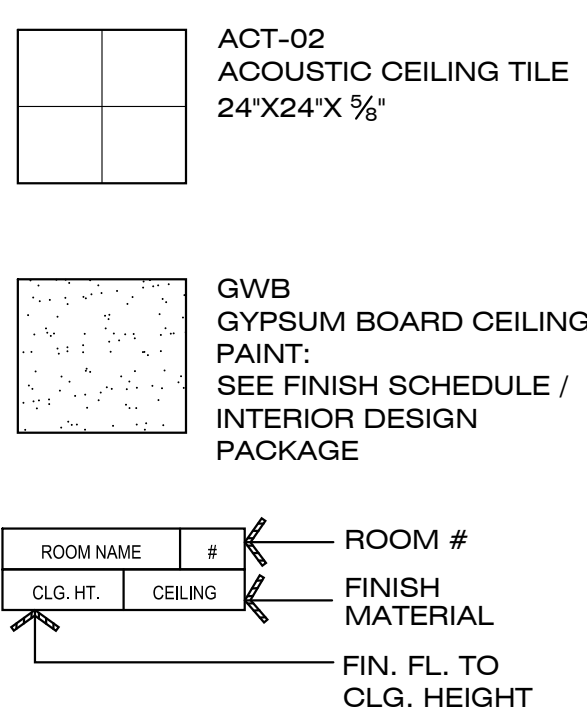 ACT-02
ACOUSTIC CEILING TILE
24"X24"X ⅝"
GWB
GYPSUM BOARD CEILING
PAINT:
SEE FINISH SCHEDULE /
INTERIOR DESIGN
PACKAGE
ROOM NAME #
ROOM #
CLG. HT. CEILING
FINISH
MATERIAL
FIN. FL. TO
CLG. HEIGHT